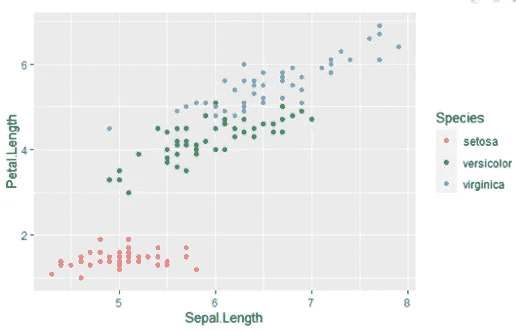 6
4
2
Petal.Length
5
6
7
8
Sepal.Length
Species
setosa
versicolor
virginica